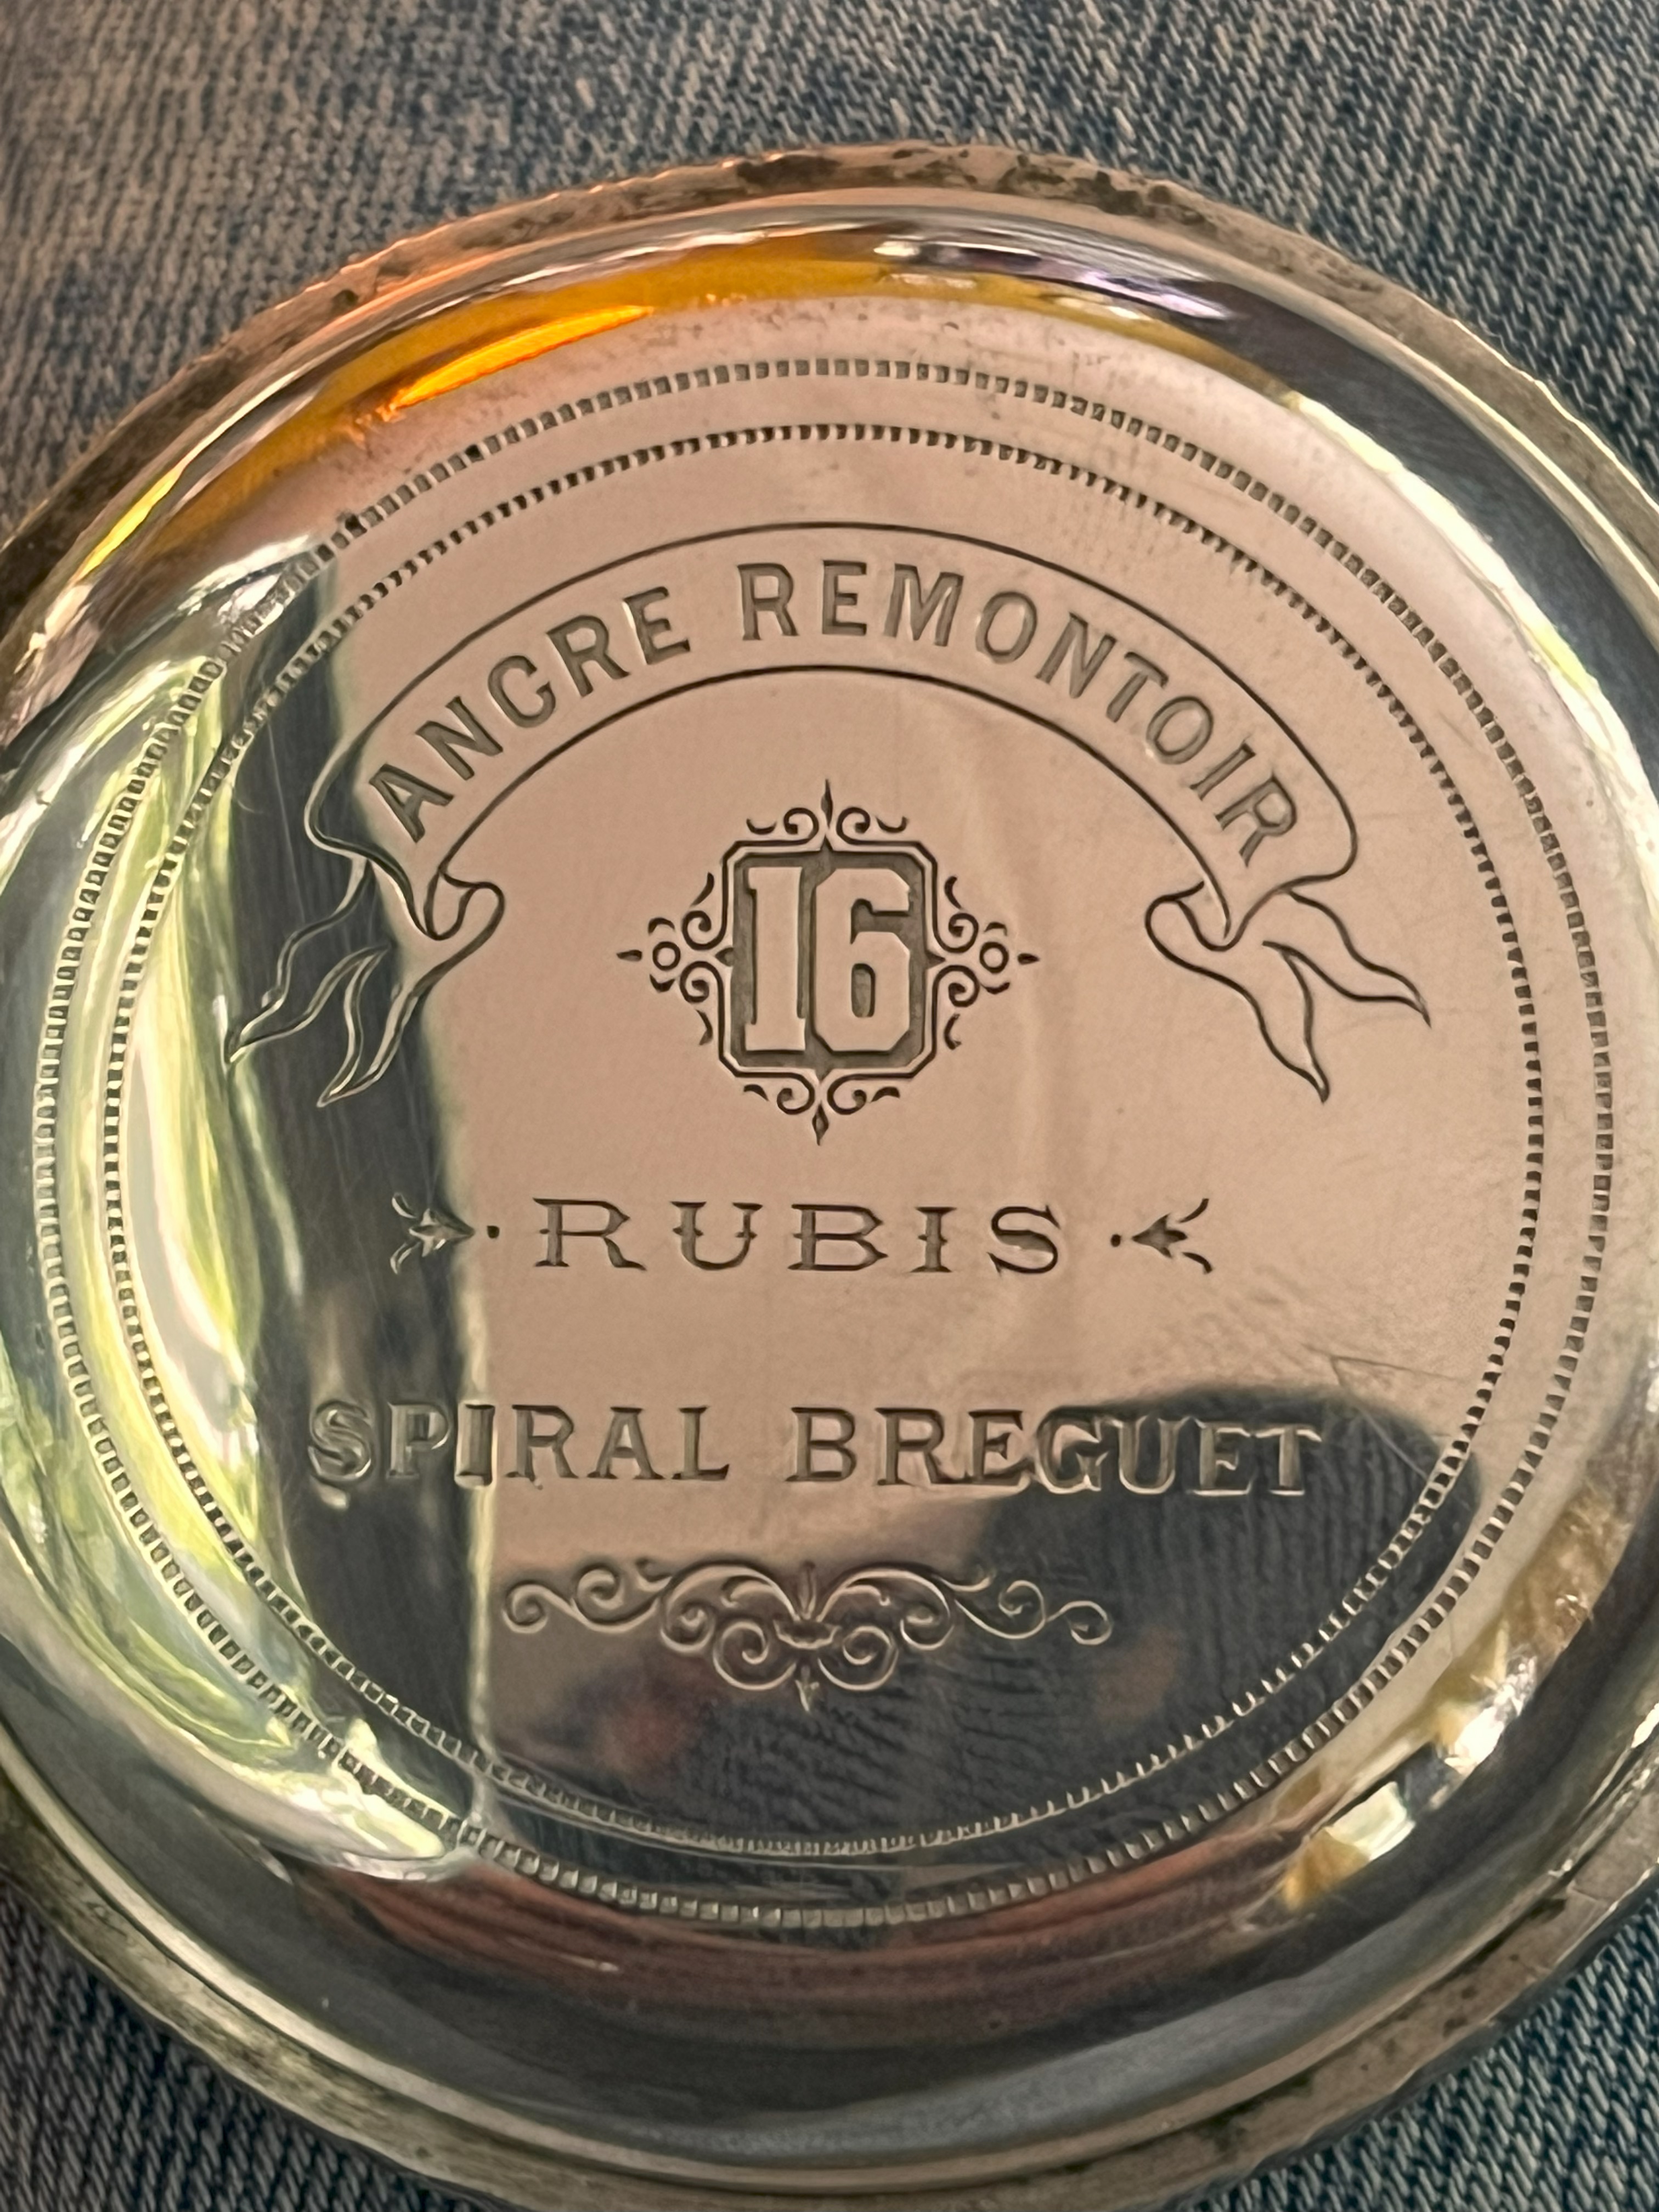 ANCRE REMONTOIR
16
RUBIS
SPIRAL BREGUET